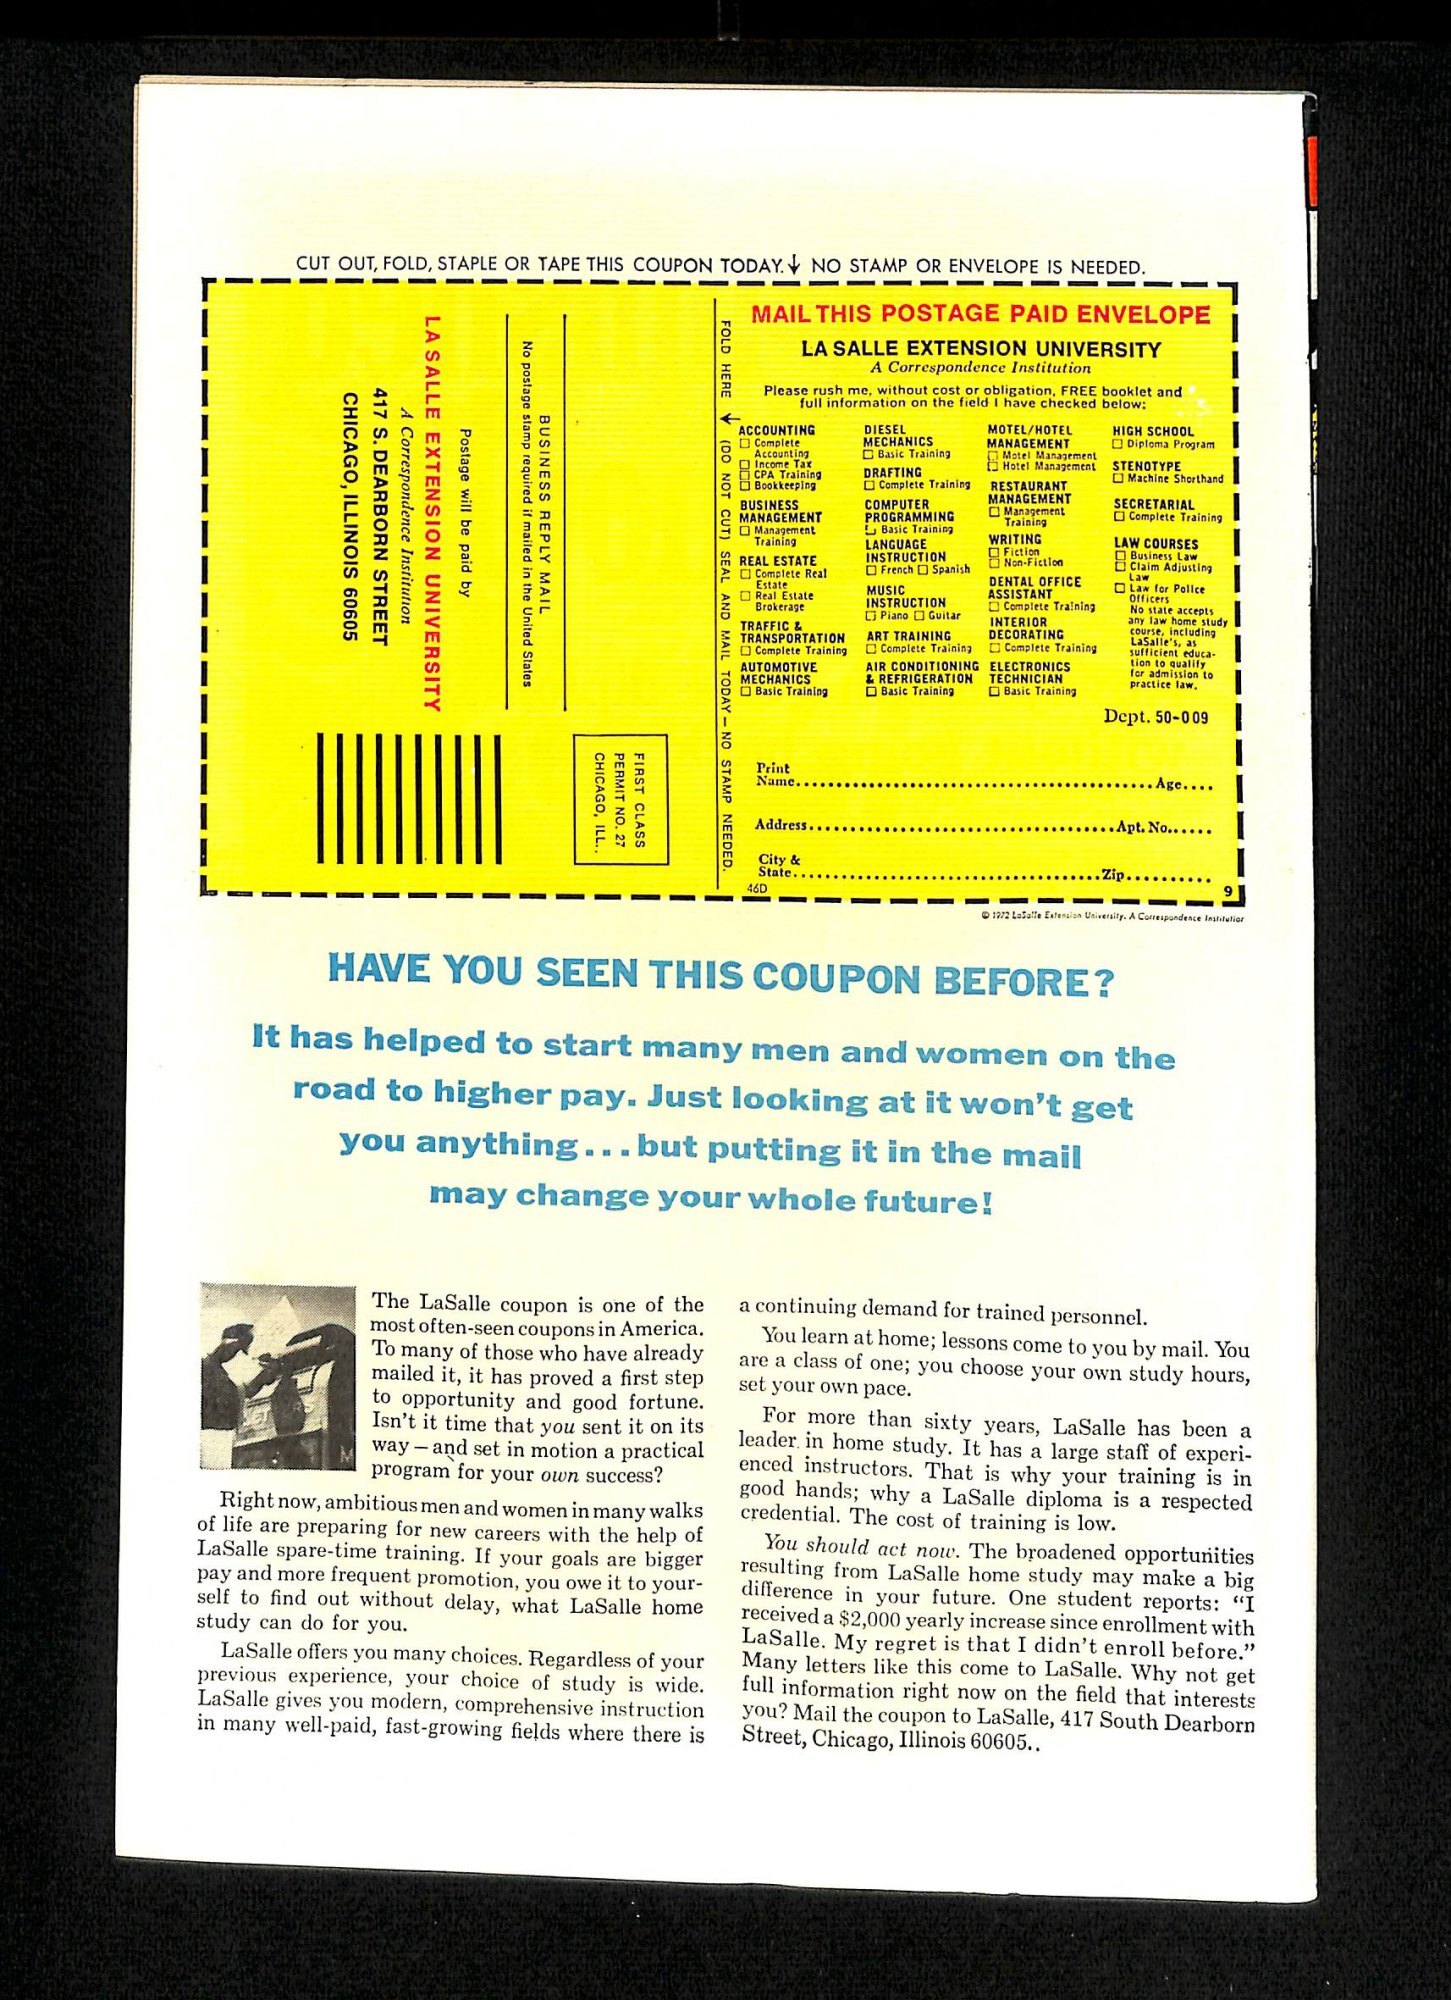 CUT OUT, FOLD, STAPLE OR TAPE THIS COUPON TODAY.↓ NO STAMP OR ENVELOPE IS NEEDED.
LA SALLE EXTENSION UNIVERSITY
A Correspondence Institution
417 S. DEARBORN STREET
CHICAGO, ILLINOIS 60605
Postage will be paid by
No postage stamp required if mailed in the United States
BUSINESS REPLY MAIL
FIRST CLASS
PERMIT NO. 27
CHICAGO, ILL..
FOLD HERE ↓ (DO NOT CUT) SEAL AND MAIL TODAY — NO STAMP NEEDED.
MAIL THIS POSTAGE PAID ENVELOPE
LA SALLE EXTENSION UNIVERSITY
A Correspondence Institution
Please rush me, without cost or obligation, FREE booklet and
full information on the field I have checked below:
ACCOUNTING
☐ Complete
Accounting
☐ Income Tax
☐ CPA Training
☐ Bookkeeping
BUSINESS
MANAGEMENT
☐ Management
Training
REAL ESTATE
☐ Complete Real
Estate
☐ Real Estate
Brokerage
TRAFFIC &
TRANSPORTATION
☐ Complete Training
AUTOMOTIVE
MECHANICS
☐ Basic Training
DIESEL
MECHANICS
☐ Basic Training
DRAFTING
☐ Complete Training
COMPUTER
PROGRAMMING
☐ Basic Training
LANGUAGE
INSTRUCTION
☐ French ☐ Spanish
MUSIC
INSTRUCTION
☐ Piano ☐ Guitar
ART TRAINING
☐ Complete Training
AIR CONDITIONING
& REFRIGERATION
☐ Basic Training
MOTEL/HOTEL
MANAGEMENT
☐ Motel Management
☐ Hotel Management
RESTAURANT
MANAGEMENT
☐ Management
Training
WRITING
☐ Fiction
☐ Non-Fiction
DENTAL OFFICE
ASSISTANT
☐ Complete Training
INTERIOR
DECORATING
☐ Complete Training
ELECTRONICS
TECHNICIAN
☐ Basic Training
HIGH SCHOOL
☐ Diploma Program
STENOTYPE
☐ Machine Shorthand
SECRETARIAL
☐ Complete Training
LAW COURSES
☐ Business Law
☐ Claim Adjusting
Law
☐ Law for Police
Officers
No state accepts
any law home study
course, including
LaSalle's, as
sufficient educa-
tion to qualify
for admission to
practice law.
Dept. 50-009
Print
Name.............................................Age....
Address.......................................Apt. No......
City &
State.......................................Zip..........
46D
9
© 1972 LaSalle Extension University. A Correspondence Institution
HAVE YOU SEEN THIS COUPON BEFORE?
It has helped to start many men and women on the
road to higher pay. Just looking at it won't get
you anything...but putting it in the mail
may change your whole future!
The LaSalle coupon is one of the
most often-seen coupons in America.
To many of those who have already
mailed it, it has proved a first step
to opportunity and good fortune.
Isn't it time that you sent it on its
way – and set in motion a practical
program for your own success?
Right now, ambitious men and women in many walks
of life are preparing for new careers with the help of
LaSalle spare-time training. If your goals are bigger
pay and more frequent promotion, you owe it to your-
self to find out without delay, what LaSalle home
study can do for you.
LaSalle offers you many choices. Regardless of your
previous experience, your choice of study is wide.
LaSalle gives you modern, comprehensive instruction
in many well-paid, fast-growing fields where there is
a continuing demand for trained personnel.
You learn at home; lessons come to you by mail. You
are a class of one; you choose your own study hours,
set your own pace.
For more than sixty years, LaSalle has been a
leader in home study. It has a large staff of experi-
enced instructors. That is why your training is in
good hands; why a LaSalle diploma is a respected
credential. The cost of training is low.
You should act now. The broadened opportunities
resulting from LaSalle home study may make a big
difference in your future. One student reports: "I
received a $2,000 yearly increase since enrollment with
LaSalle. My regret is that I didn't enroll before."
Many letters like this come to LaSalle. Why not get
full information right now on the field that interests
you? Mail the coupon to LaSalle, 417 South Dearborn
Street, Chicago, Illinois 60605..